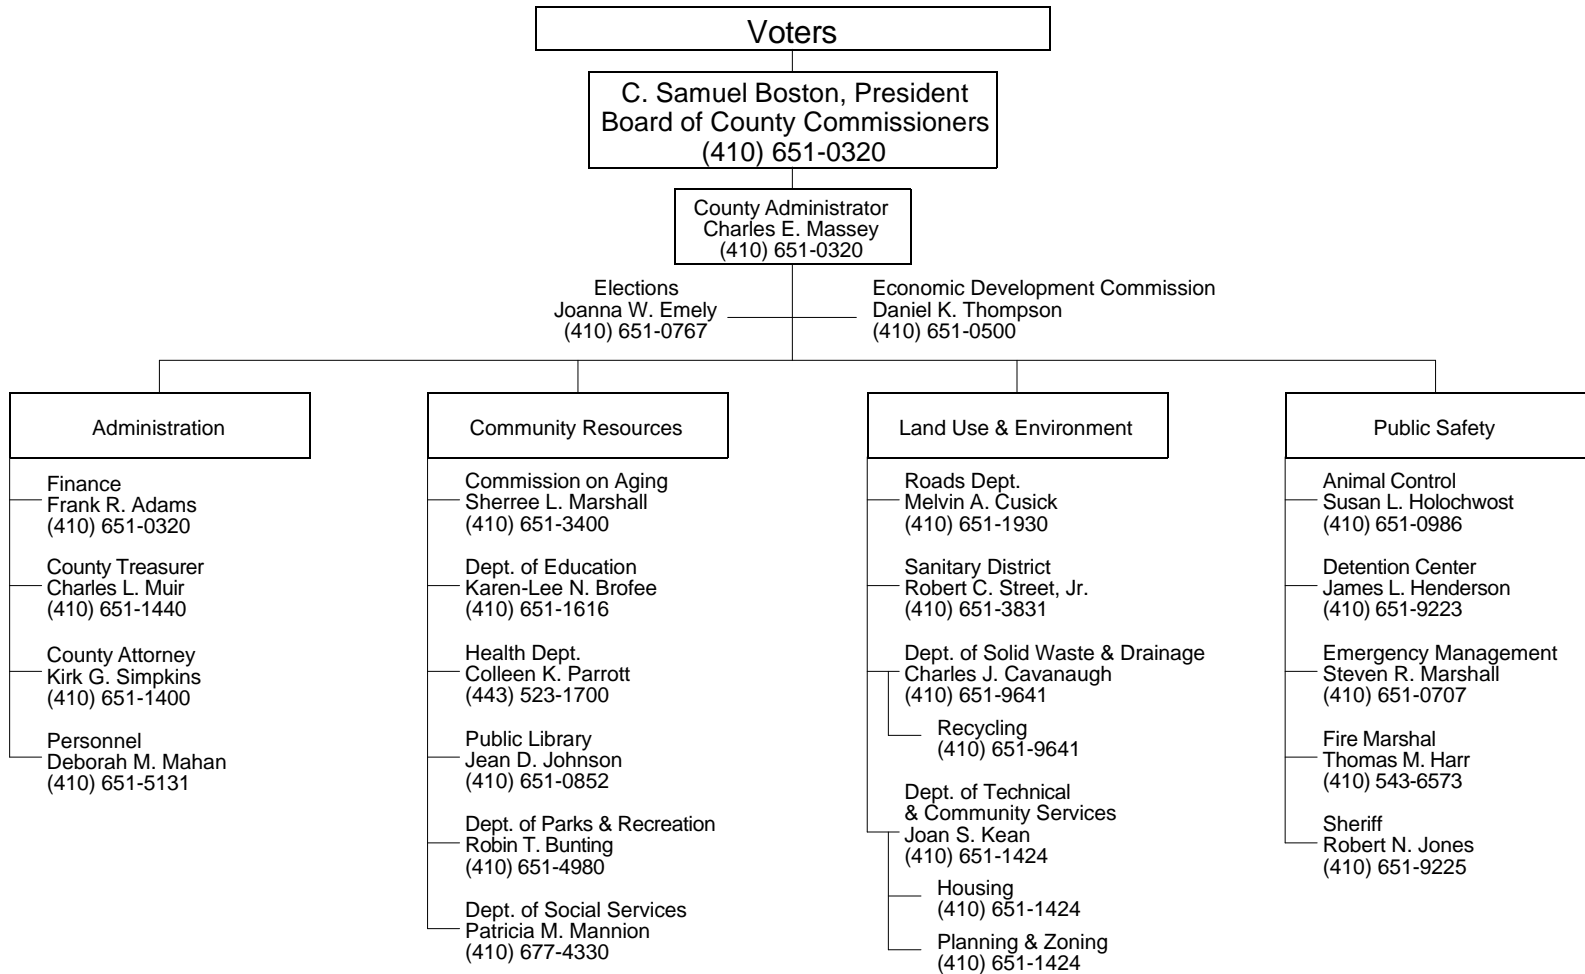 Voters
C. Samuel Boston, President
Board of County Commissioners
(410) 651-0320
County Administrator
Charles E. Massey
(410) 651-0320
Elections
Joanna W. Emely
(410) 651-0767
Economic Development Commission
Daniel K. Thompson
(410) 651-0500
Administration
Finance
Frank R. Adams
(410) 651-0320
County Treasurer
Charles L. Muir
(410) 651-1440
County Attorney
Kirk G. Simpkins
(410) 651-1400
Personnel
Deborah M. Mahan
(410) 651-5131
Community Resources
Commission on Aging
Sherree L. Marshall
(410) 651-3400
Dept. of Education
Karen-Lee N. Brofee
(410) 651-1616
Health Dept.
Colleen K. Parrott
(443) 523-1700
Public Library
Jean D. Johnson
(410) 651-0852
Dept. of Parks & Recreation
Robin T. Bunting
(410) 651-4980
Dept. of Social Services
Patricia M. Mannion
(410) 677-4330
Land Use & Environment
Roads Dept.
Melvin A. Cusick
(410) 651-1930
Sanitary District
Robert C. Street, Jr.
(410) 651-3831
Dept. of Solid Waste & Drainage
Charles J. Cavanaugh
(410) 651-9641
Recycling
(410) 651-9641
Dept. of Technical
& Community Services
Joan S. Kean
(410) 651-1424
Housing
(410) 651-1424
Planning & Zoning
(410) 651-1424
Public Safety
Animal Control
Susan L. Holochwost
(410) 651-0986
Detention Center
James L. Henderson
(410) 651-9223
Emergency Management
Steven R. Marshall
(410) 651-0707
Fire Marshal
Thomas M. Harr
(410) 543-6573
Sheriff
Robert N. Jones
(410) 651-9225